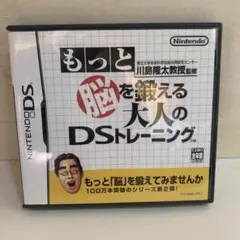 Nintendo
東北大学未来科学技術共同研究センター
川島隆太教授監修
もっと
脳を鍛える
大人の
DSトレーニング
TM
NINTENDO DS
もっと「脳」を鍛えてみませんか
100万本突破のシリーズ第2弾!